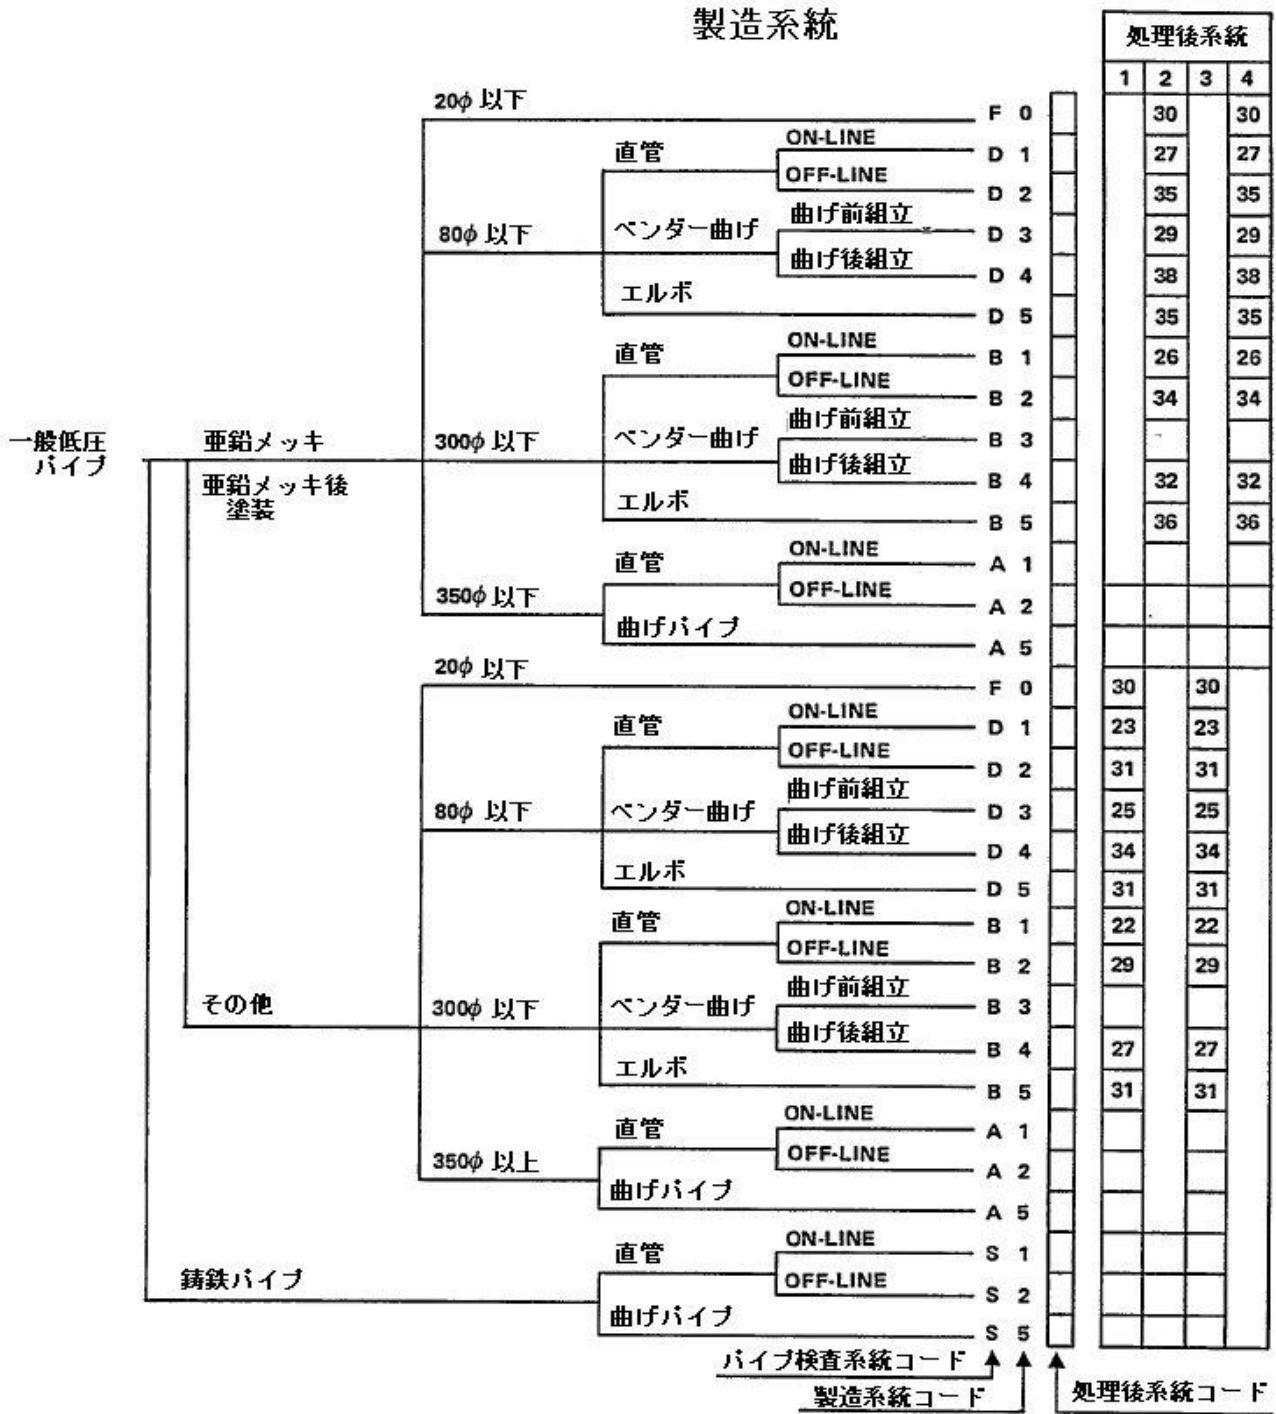 製造系統
処理後系統
1 2 3 4
20φ 以下
F 0 30 30
直管
ON-LINE
D 1 27 27
OFF-LINE
D 2 35 35
80φ 以下
ベンダー曲げ
曲げ前組立
D 3 29 29
曲げ後組立
D 4 38 38
エルボ
D 5 35 35
直管
ON-LINE
B 1 26 26
OFF-LINE
B 2 34 34
一般低圧
パイプ
亜鉛メッキ
亜鉛メッキ後
塗装
300φ 以下
ベンダー曲げ
曲げ前組立
B 3
曲げ後組立
B 4 32 32
エルボ
B 5 36 36
直管
ON-LINE
A 1
350φ 以下
OFF-LINE
A 2
曲げパイプ
A 5
20φ 以下
F 0 30 30
直管
ON-LINE
D 1 23 23
OFF-LINE
D 2 31 31
80φ 以下
ベンダー曲げ
曲げ前組立
D 3 25 25
曲げ後組立
D 4 34 34
エルボ
D 5 31 31
直管
ON-LINE
B 1 22 22
OFF-LINE
B 2 29 29
その他
300φ 以下
ベンダー曲げ
曲げ前組立
B 3
曲げ後組立
B 4 27 27
エルボ
B 5 31 31
直管
ON-LINE
A 1
350φ 以上
OFF-LINE
A 2
曲げパイプ
A 5
鋳鉄パイプ
直管
ON-LINE
S 1
OFF-LINE
S 2
曲げパイプ
S 5
パイプ検査系統コード
製造系統コード
処理後系統コード